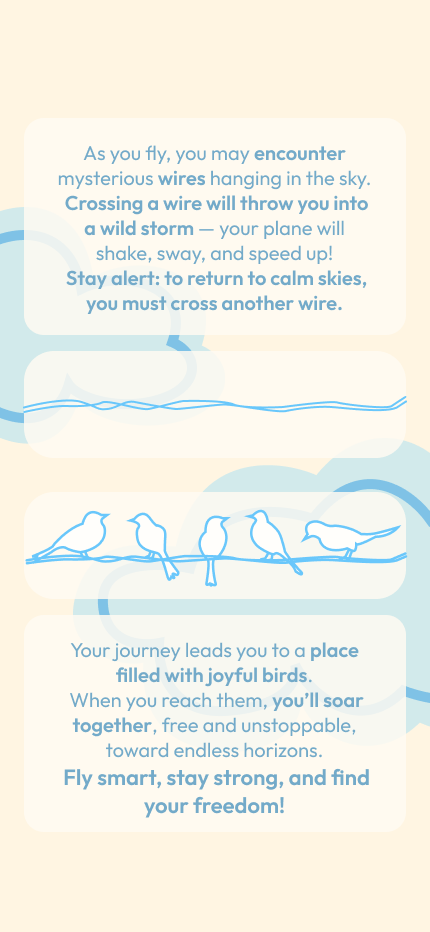 As you fly, you may encounter
mysterious wires hanging in the sky.
Crossing a wire will throw you into
a wild storm — your plane will
shake, sway, and speed up!
Stay alert: to return to calm skies,
you must cross another wire.
Your journey leads you to a place
filled with joyful birds.
When you reach them, you’ll soar
together, free and unstoppable,
toward endless horizons.
Fly smart, stay strong, and find
your freedom!